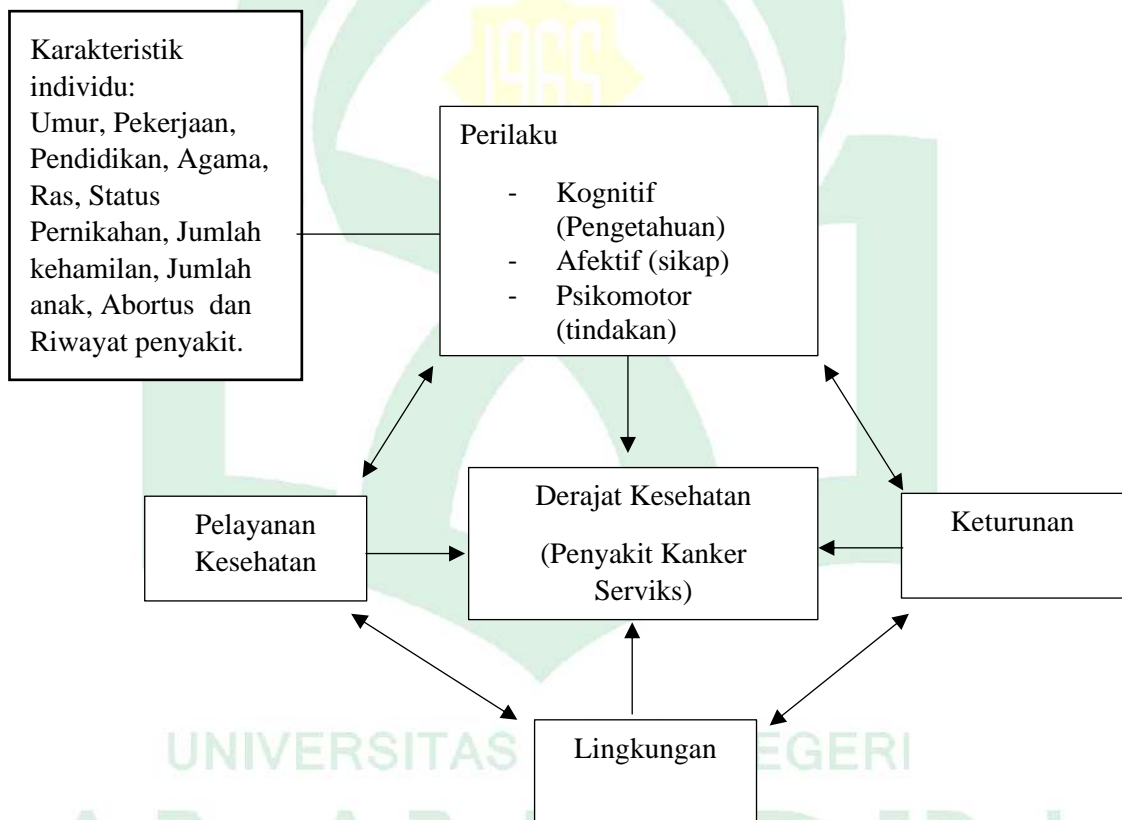 Karakteristik
individu:
Umur, Pekerjaan,
Pendidikan, Agama,
Ras, Status
Pernikahan, Jumlah
kehamilan, Jumlah
anak, Abortus dan
Riwayat penyakit.
1965
Perilaku
- Kognitif
(Pengetahuan)
- Afektif (sikap)
- Psikomotor
(tindakan)
Pelayanan
Kesehatan
Derajat Kesehatan
(Penyakit Kanker
Serviks)
Keturunan
Lingkungan
UNIVERSITAS EGERI